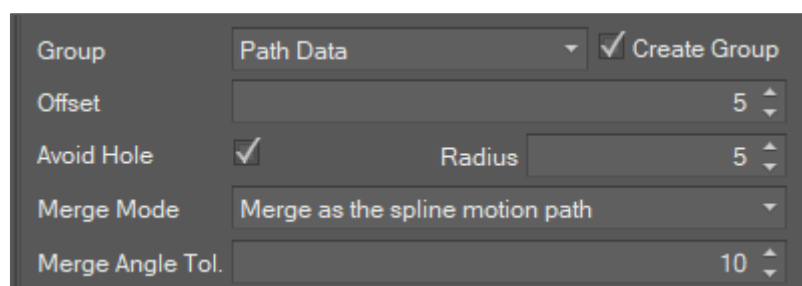 Group Path Data Create Group
Offset 5
Avoid Hole Radius 5
Merge Mode Merge as the spline motion path
Merge Angle Tol. 10